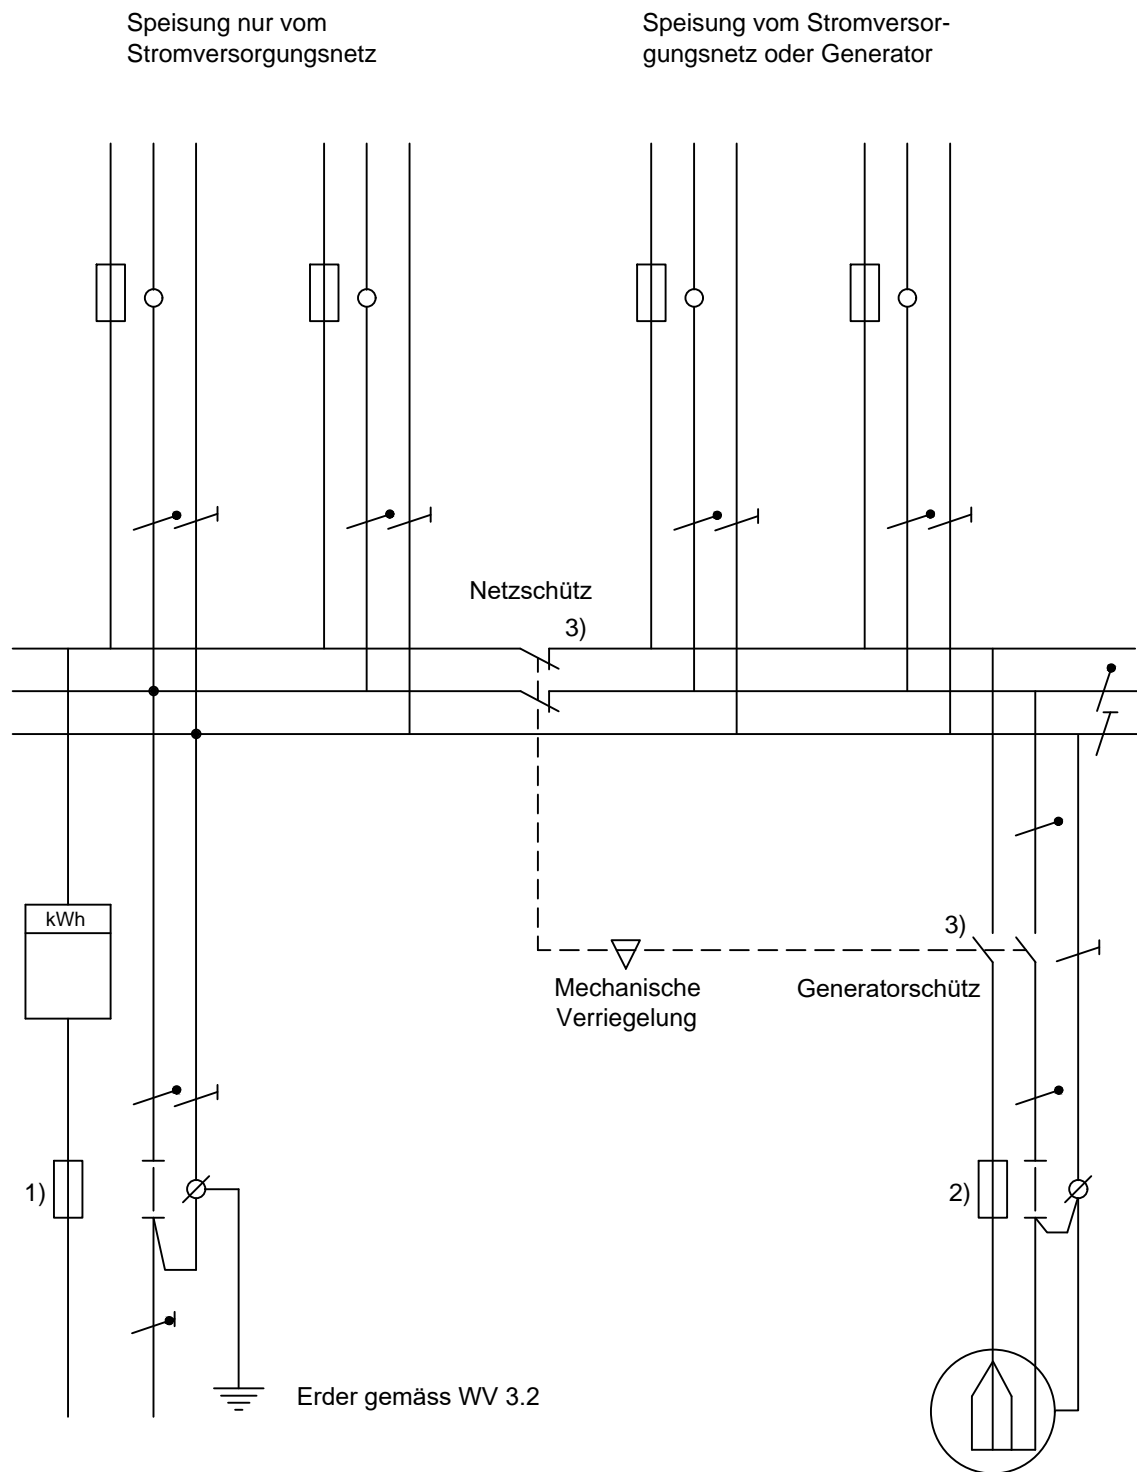 Speisung nur vom
Stromversorgungsnetz
Speisung vom Stromversor-
gungsnetz oder Generator
Netzschütz
3)
kWh
3)
Mechanische
Verriegelung
Generatorschütz
1)
2)
Erder gemäss WV 3.2